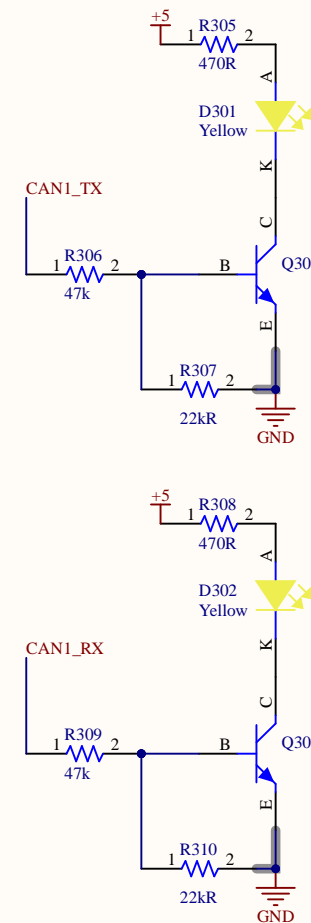 +5
R305
1
2
470R
A
D301
Yellow
K
CAN1_TX
C
R306
1
2
B
Q30
47k
E
R307
1
2
22kR
GND
+5
R308
1
2
470R
A
D302
Yellow
K
CAN1_RX
C
R309
1
2
B
Q30
47k
E
R310
1
2
22kR
GND